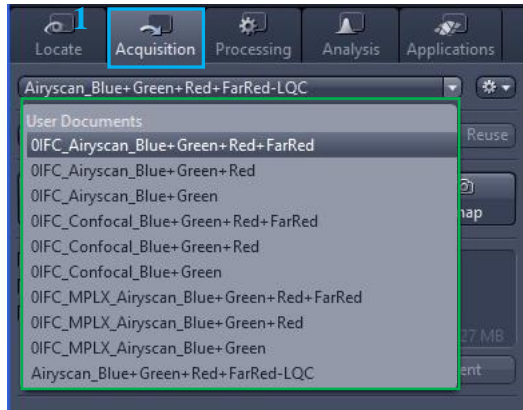 1
Locate Acquisition Processing Analysis Applications
Airyscan_Blue+Green+Red+FarRed-LQC
User Documents
0IFC_Airyscan_Blue+Green+Red+FarRed
Reuse
0IFC_Airyscan_Blue+Green+Red
0IFC_Airyscan_Blue+Green
0IFC_Confocal_Blue+Green+Red+FarRed
0IFC_Confocal_Blue+Green+Red
0IFC_Confocal_Blue+Green
0IFC_MPLX_Airyscan_Blue+Green+Red+FarRed
0IFC_MPLX_Airyscan_Blue+Green+Red
27 MB
0IFC_MPLX_Airyscan_Blue+Green
Airyscan_Blue+Green+Red+FarRed-LQC